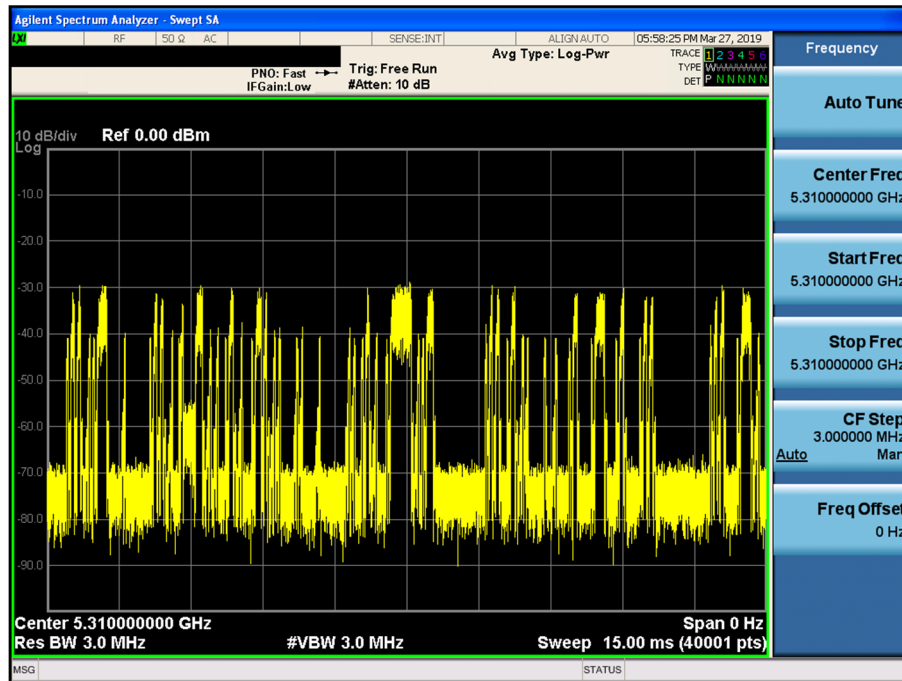 Agilent Spectrum Analyzer - Swept SA
LXI RF 50 Ω AC SENSE:INT ALIGN AUTO 05:58:25 PM Mar 27, 2019
Frequency
Avg Type: Log-Pwr TRACE 1 2 3 4 5 6
PNO: Fast Trig: Free Run TYPE WWWWWW
IFGain:Low #Atten: 10 dB DET P N N N N N
Auto Tune
10 dB/div Ref 0.00 dBm
Log
-10.0
-20.0
-30.0
-40.0
-50.0
-60.0
-70.0
-80.0
-90.0
Center Freq
5.310000000 GHz
Start Freq
5.310000000 GHz
Stop Freq
5.310000000 GHz
CF Step
3.000000 MHz
Auto Man
Freq Offset
0 Hz
Center 5.310000000 GHz Span 0 Hz
Res BW 3.0 MHz #VBW 3.0 MHz Sweep 15.00 ms (40001 pts)
MSG STATUS